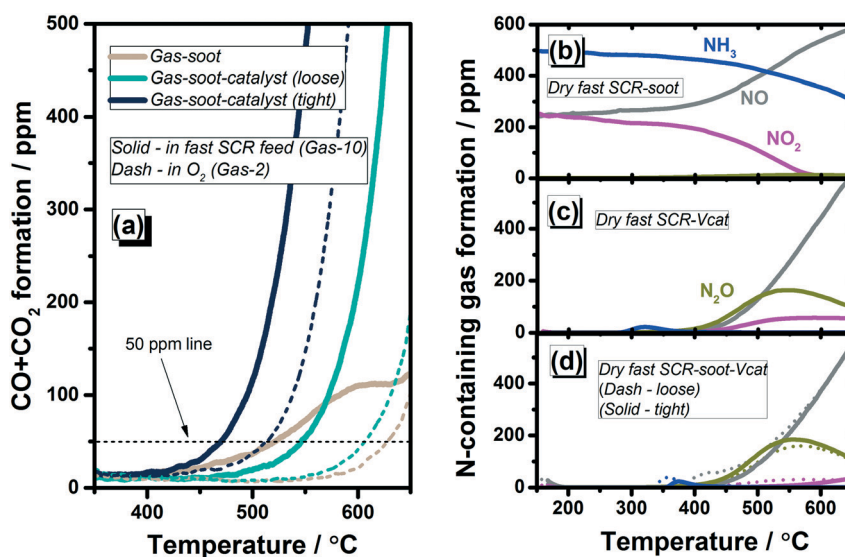 (a)
Gas-soot
Gas-soot-catalyst (loose)
Gas-soot-catalyst (tight)
Solid - in fast SCR feed (Gas-10)
Dash - in O₂ (Gas-2)
50 ppm line
CO+CO₂ formation / ppm
500
400
300
200
100
0
400
500
600
Temperature / °C
N-containing gas formation / ppm
600
400
200
0
(b)
NH₃
Dry fast SCR-soot
NO
NO₂
400
200
0
(c)
Dry fast SCR-Vcat
N₂O
400
200
0
(d)
Dry fast SCR-soot-Vcat
(Dash - loose)
(Solid - tight)
150
200
300
400
500
600
Temperature / °C